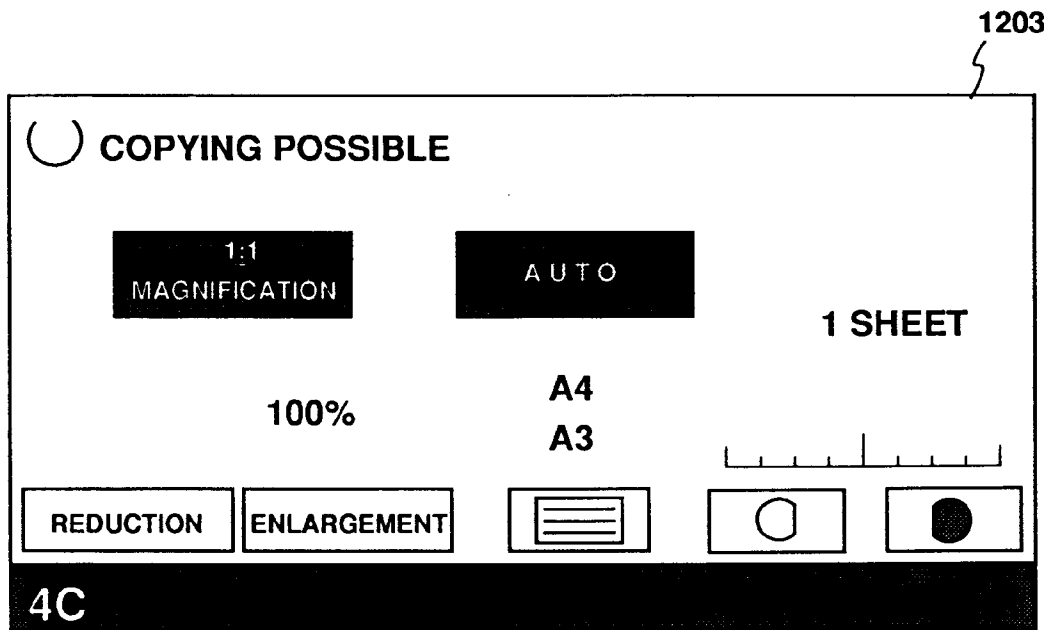 1203
COPYING POSSIBLE
1:1
MAGNIFICATION
AUTO
1 SHEET
100%
A4
A3
REDUCTION
ENLARGEMENT
4C